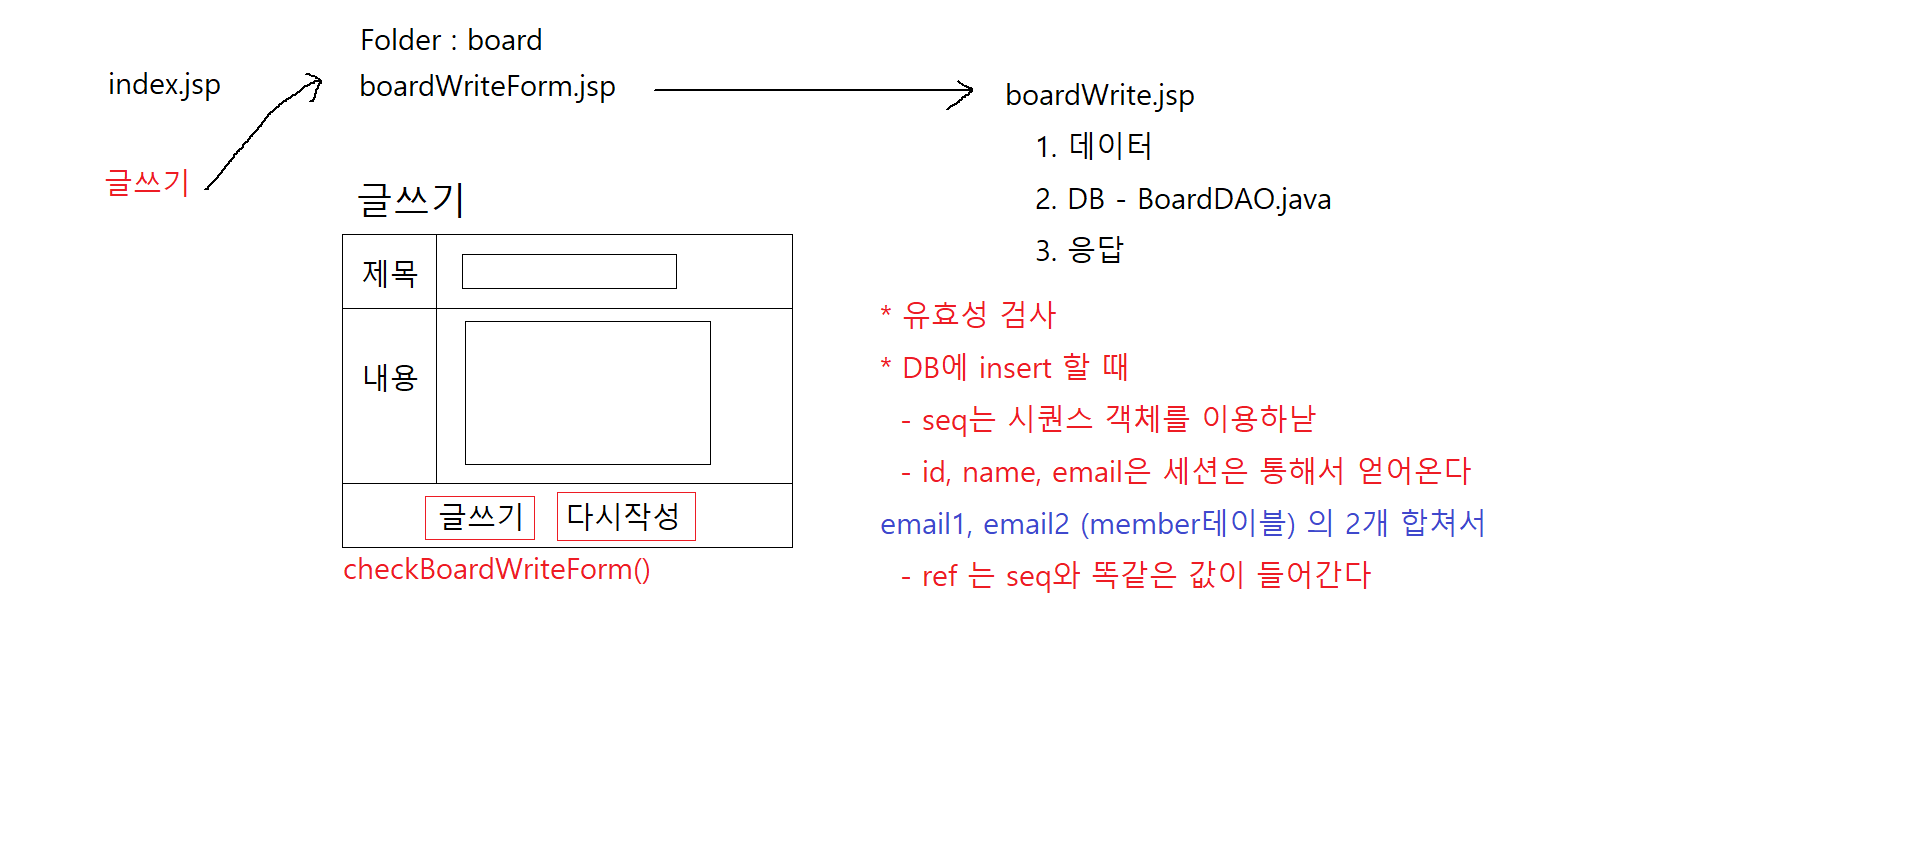 Folder : board
index.jsp
boardWriteForm.jsp
글쓰기
글쓰기
제목
내용
글쓰기 다시작성
checkBoardWriteForm()
boardWrite.jsp
1. 데이터
2. DB - BoardDAO.java
3. 응답
* 유효성 검사
* DB에 insert 할 때
- seq는 시퀀스 객체를 이용하낟
- id, name, email은 세션은 통해서 얻어온다
email1, email2 (member테이블) 의 2개 합쳐서
- ref 는 seq와 똑같은 값이 들어간다